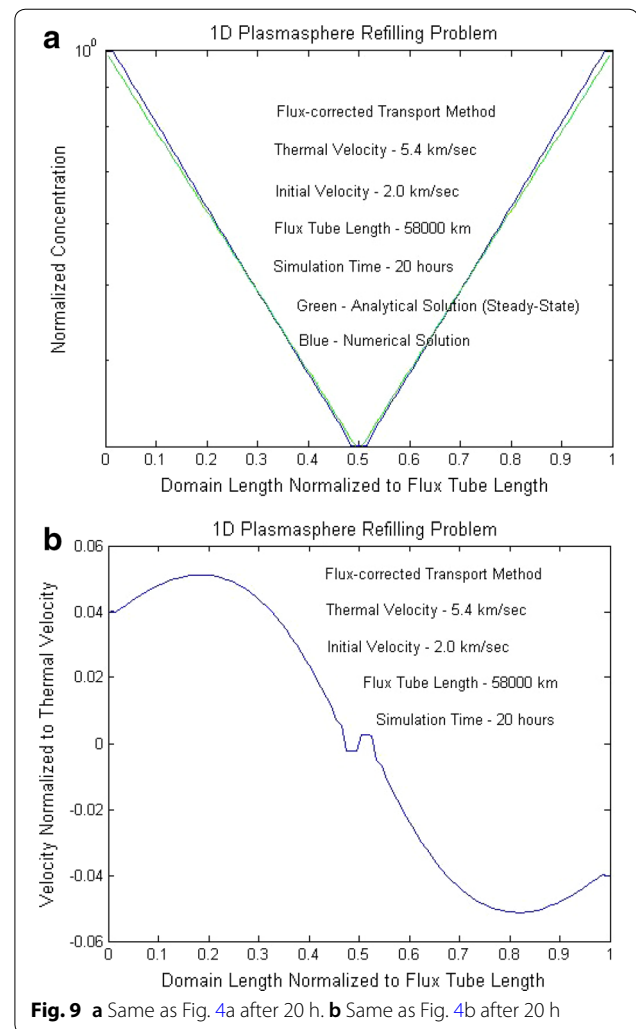 a
1D Plasmasphere Refilling Problem
10⁰
Flux-corrected Transport Method
Thermal Velocity - 5.4 km/sec
Initial Velocity - 2.0 km/sec
Flux Tube Length - 58000 km
Simulation Time - 20 hours
Green - Analytical Solution (Steady-State)
Blue - Numerical Solution
Normalized Concentration
0 0.1 0.2 0.3 0.4 0.5 0.6 0.7 0.8 0.9 1
Domain Length Normalized to Flux Tube Length
b
1D Plasmasphere Refilling Problem
0.06
0.04
0.02
0
-0.02
-0.04
-0.06
Flux-corrected Transport Method
Thermal Velocity - 5.4 km/sec
Initial Velocity - 2.0 km/sec
Flux Tube Length - 58000 km
Simulation Time - 20 hours
Velocity Normalized to Thermal Velocity
0 0.1 0.2 0.3 0.4 0.5 0.6 0.7 0.8 0.9 1
Domain Length Normalized to Flux Tube Length
Fig. 9 a Same as Fig. 4a after 20 h. b Same as Fig. 4b after 20 h